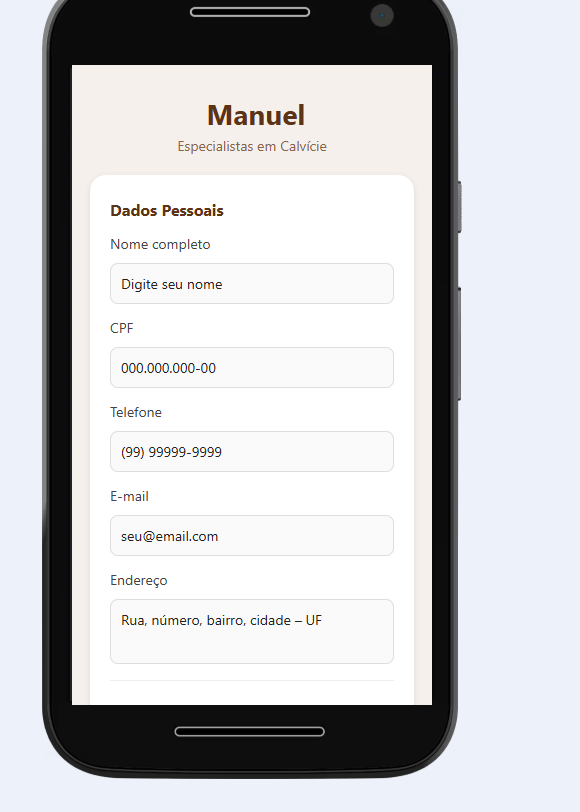 Manuel
Especialistas em Calvície
Dados Pessoais
Nome completo
Digite seu nome
CPF
000.000.000-00
Telefone
(99) 99999-9999
E-mail
seu@email.com
Endereço
Rua, número, bairro, cidade – UF